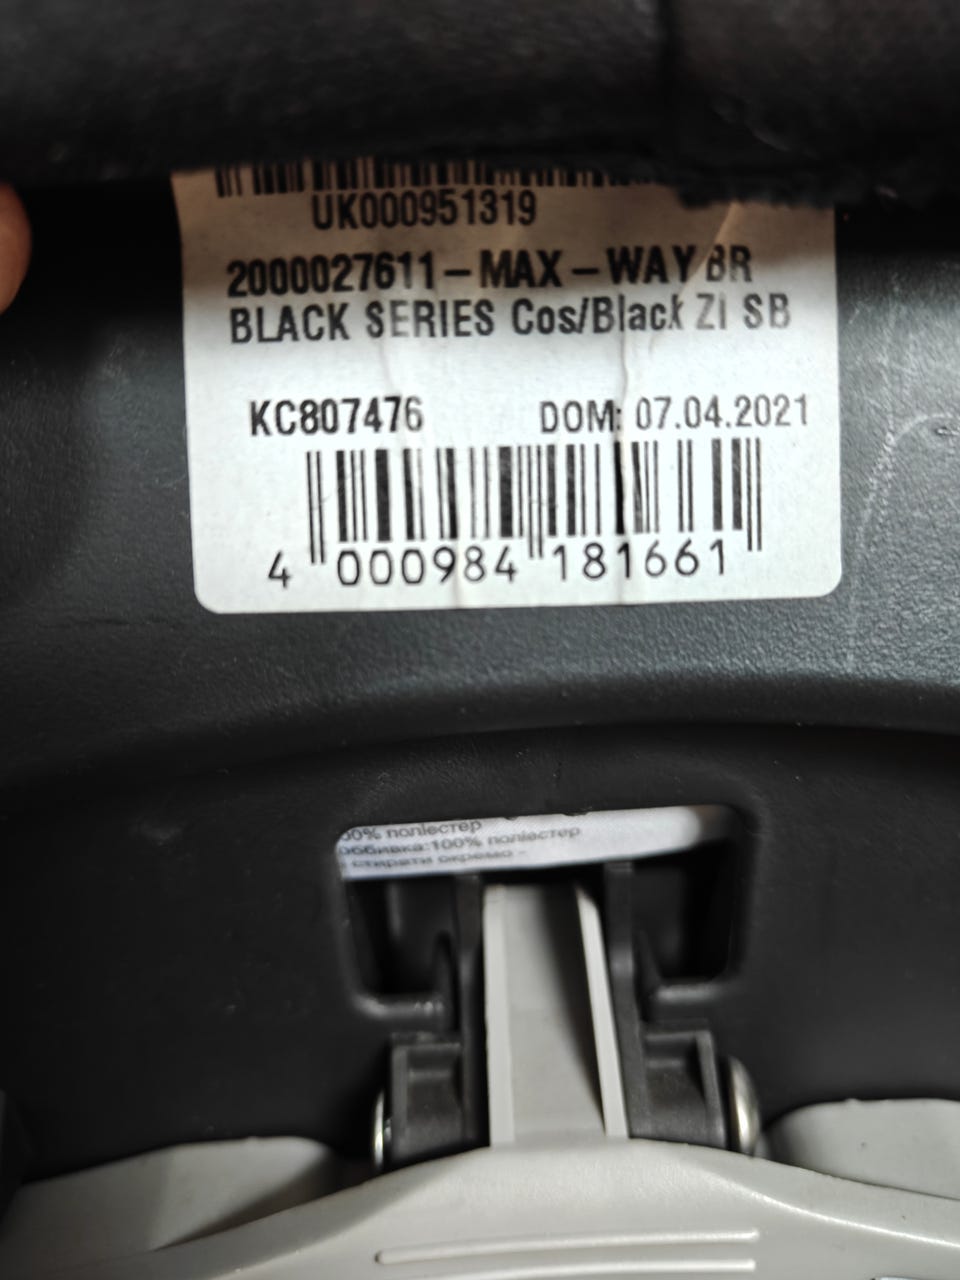 UK000951319
2000027611 – MAX – WAY BR
BLACK SERIES Cos/Black ZI SB
KC807476 DOM: 07.04.2021
4 000984 181661
00% поліестер
оббивка:100% поліестер
стирати окремо -